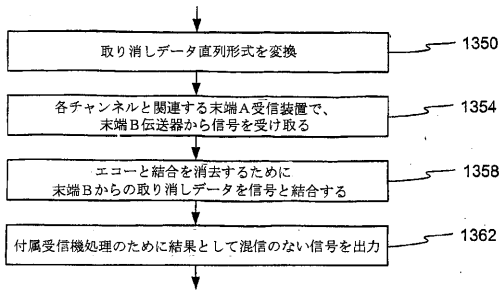 取り消しデータ直列形式を変換
1350
各チャンネルと関連する末端A受信装置で、
末端B伝送器から信号を受け取る
1354
エコーと結合を消去するために
末端Bからの取り消しデータを信号と結合する
1358
付属受信機処理のために結果として混信のない信号を出力
1362